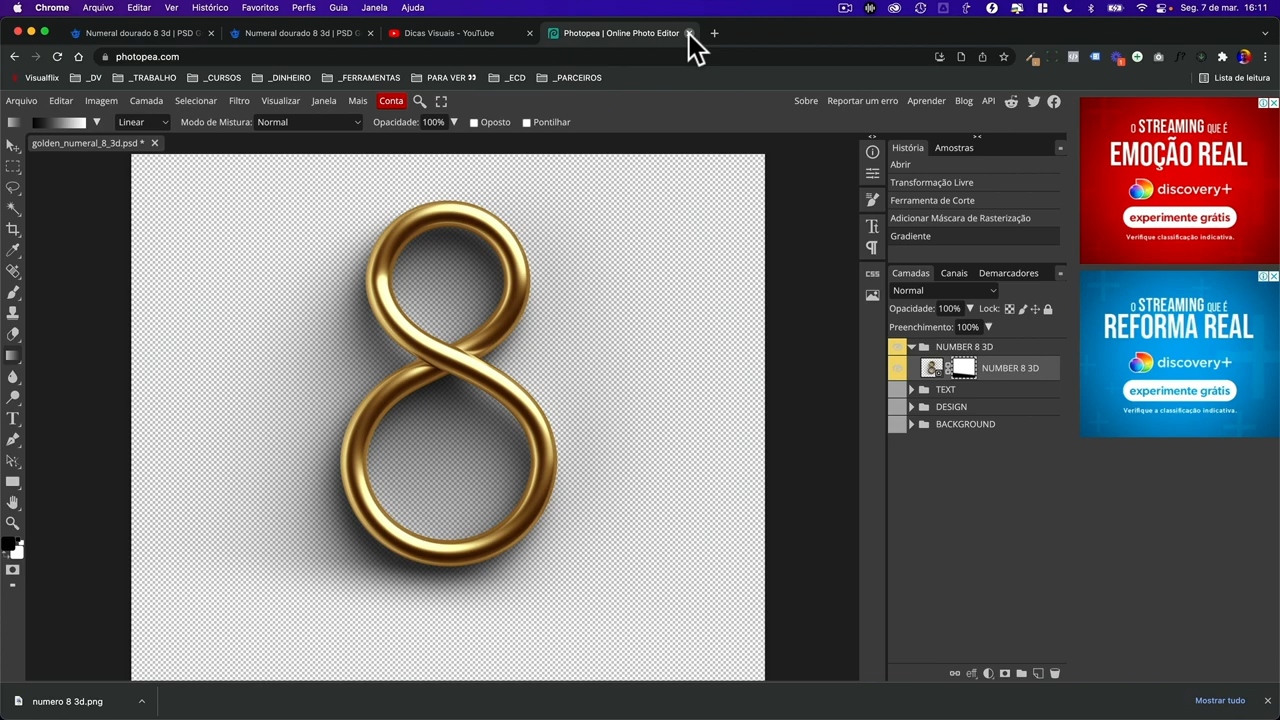 Chrome Arquivo Editar Ver Histórico Favoritos Perfis Guia Janela Ajuda Seg. 7 de mar. 16:11
Numeral dourado 8 3d | PSD G Numeral dourado 8 3d | PSD G Dicas Visuais - YouTube Photopea | Online Photo Editor
photopea.com
Visualflix _DV _TRABALHO _CURSOS _DINHEIRO _FERRAMENTAS PARA VER _ECD _PARCEIROS Lista de leitura
Arquivo Editar Imagem Camada Selecionar Filtro Visualizar Janela Mais Conta Sobre Reportar um erro Aprender Blog API
Linear Modo de Mistura: Normal Opacidade: 100% Oposto Pontilhar
golden_numeral_8_3d.psd *
História Amostras
Abrir
Transformação Livre
Ferramenta de Corte
Adicionar Máscara de Rasterização
Gradiente
CSS
Camadas Canais Demarcadores
Normal
Opacidade: 100% Lock:
Preenchimento: 100%
NUMBER 8 3D
NUMBER 8 3D
TEXT
DESIGN
BACKGROUND
eff
O STREAMING QUE É
EMOÇÃO REAL
discovery+
experimente grátis
Verifique classificação indicativa.
O STREAMING QUE É
REFORMA REAL
discovery+
experimente grátis
Verifique a classificação indicativa.
numero 8 3d.png Mostrar tudo